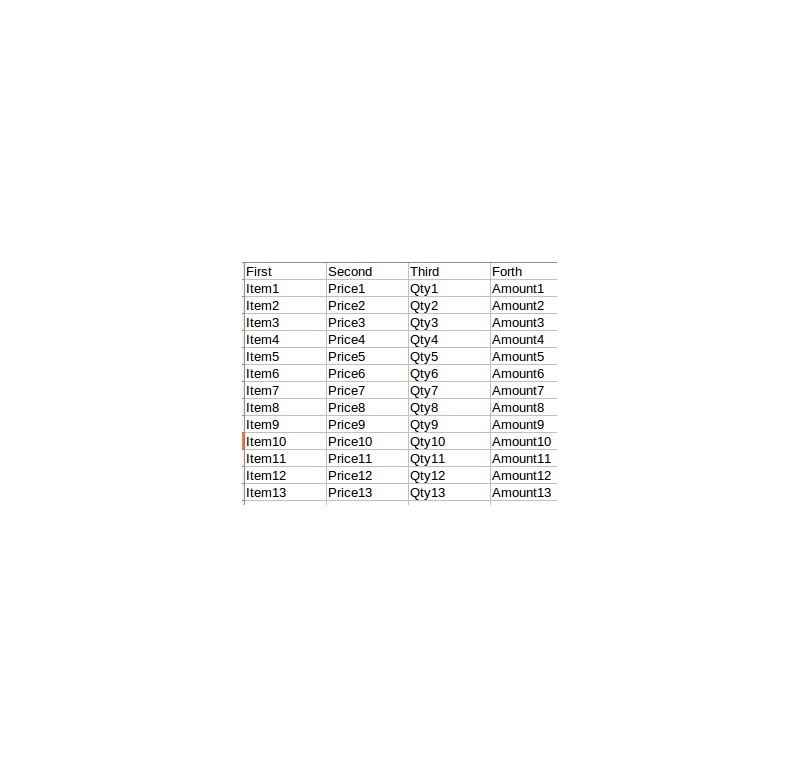 First Second Third Forth
Item1 Price1 Qty1 Amount1
Item2 Price2 Qty2 Amount2
Item3 Price3 Qty3 Amount3
Item4 Price4 Qty4 Amount4
Item5 Price5 Qty5 Amount5
Item6 Price6 Qty6 Amount6
Item7 Price7 Qty7 Amount7
Item8 Price8 Qty8 Amount8
Item9 Price9 Qty9 Amount9
Item10 Price10 Qty10 Amount10
Item11 Price11 Qty11 Amount11
Item12 Price12 Qty12 Amount12
Item13 Price13 Qty13 Amount13